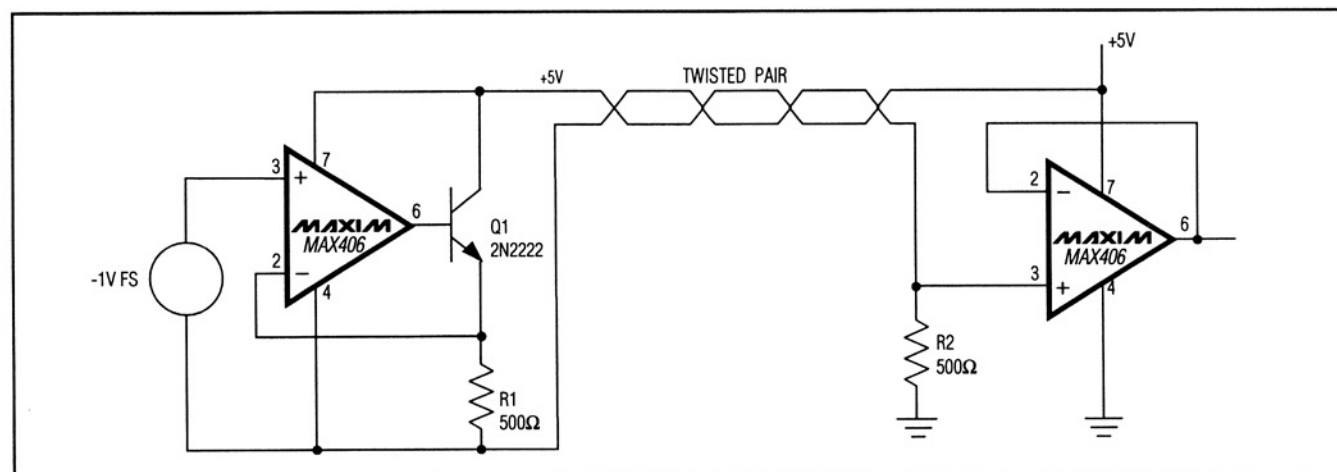 +5V
+5V
TWISTED PAIR
3
+
7
MAXIM
MAX406
6
2
−
4
Q1
2N2222
-1V FS
R1
500Ω
2
−
7
MAXIM
MAX406
6
3
+
4
R2
500Ω